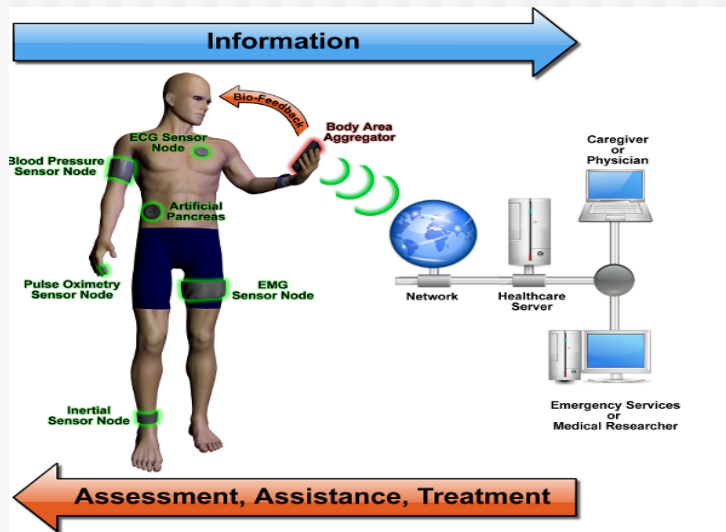 Information
Bio-Feedback
Body Area
Aggregator
ECG Sensor
Node
Blood Pressure
Sensor Node
Artificial
Pancreas
Pulse Oximetry
Sensor Node
EMG
Sensor Node
Inertial
Sensor Node
Caregiver
or
Physician
Network
Healthcare
Server
Emergency Services
or
Medical Researcher
Assessment, Assistance, Treatment